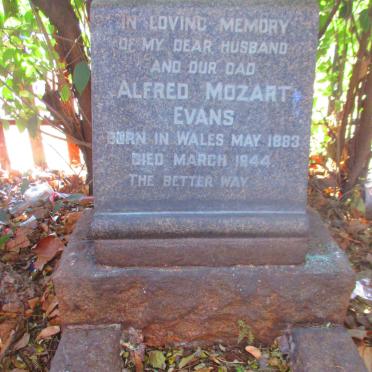 IN LOVING MEMORY
OF MY DEAR HUSBAND
AND OUR DAD
ALFRED MOZART
EVANS
BORN IN WALES MAY 1883
DIED MARCH 1944
THE BETTER WAY